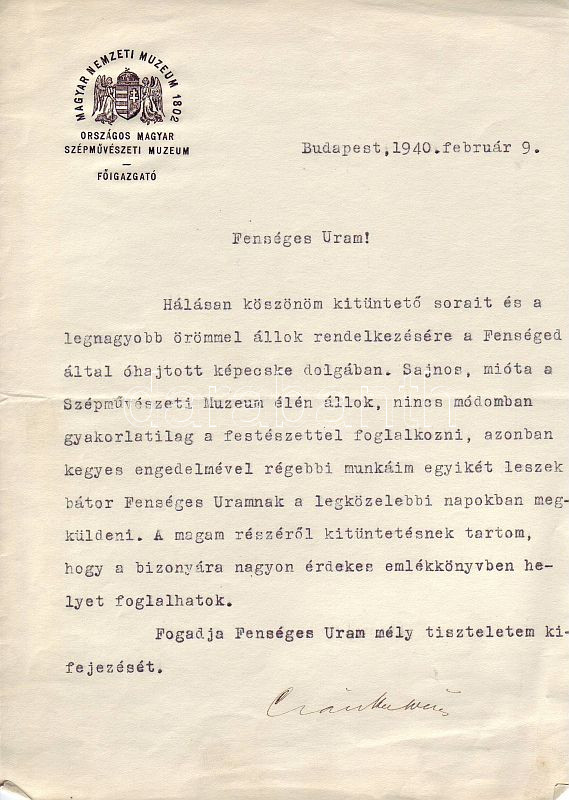 MAGYAR NEMZETI MUZEUM 1802
ORSZÁGOS MAGYAR
SZÉPMŰVÉSZETI MUZEUM
—
FŐIGAZGATÓ
Budapest,1940.február 9.
Fenséges Uram!
Hálásan köszönöm kitüntető sorait és a
legnagyobb örömmel állok rendelkezésére a Fenséged
által óhajtott képecske dolgában. Sajnos, mióta a
Szépművészeti Muzeum élén állok, nincs módomban
gyakorlatilag a festészettel foglalkozni, azonban
kegyes engedelmével régebbi munkáim egyikét leszek
bátor Fenséges Uramnak a legközelebbi napokban meg-
küldeni. A magam részéről kitüntetésnek tartom,
hogy a bizonyára nagyon érdekes emlékkönyvben he-
lyet foglalhatok.
Fogadja Fenséges Uram mély tiszteletem ki-
fejezését.